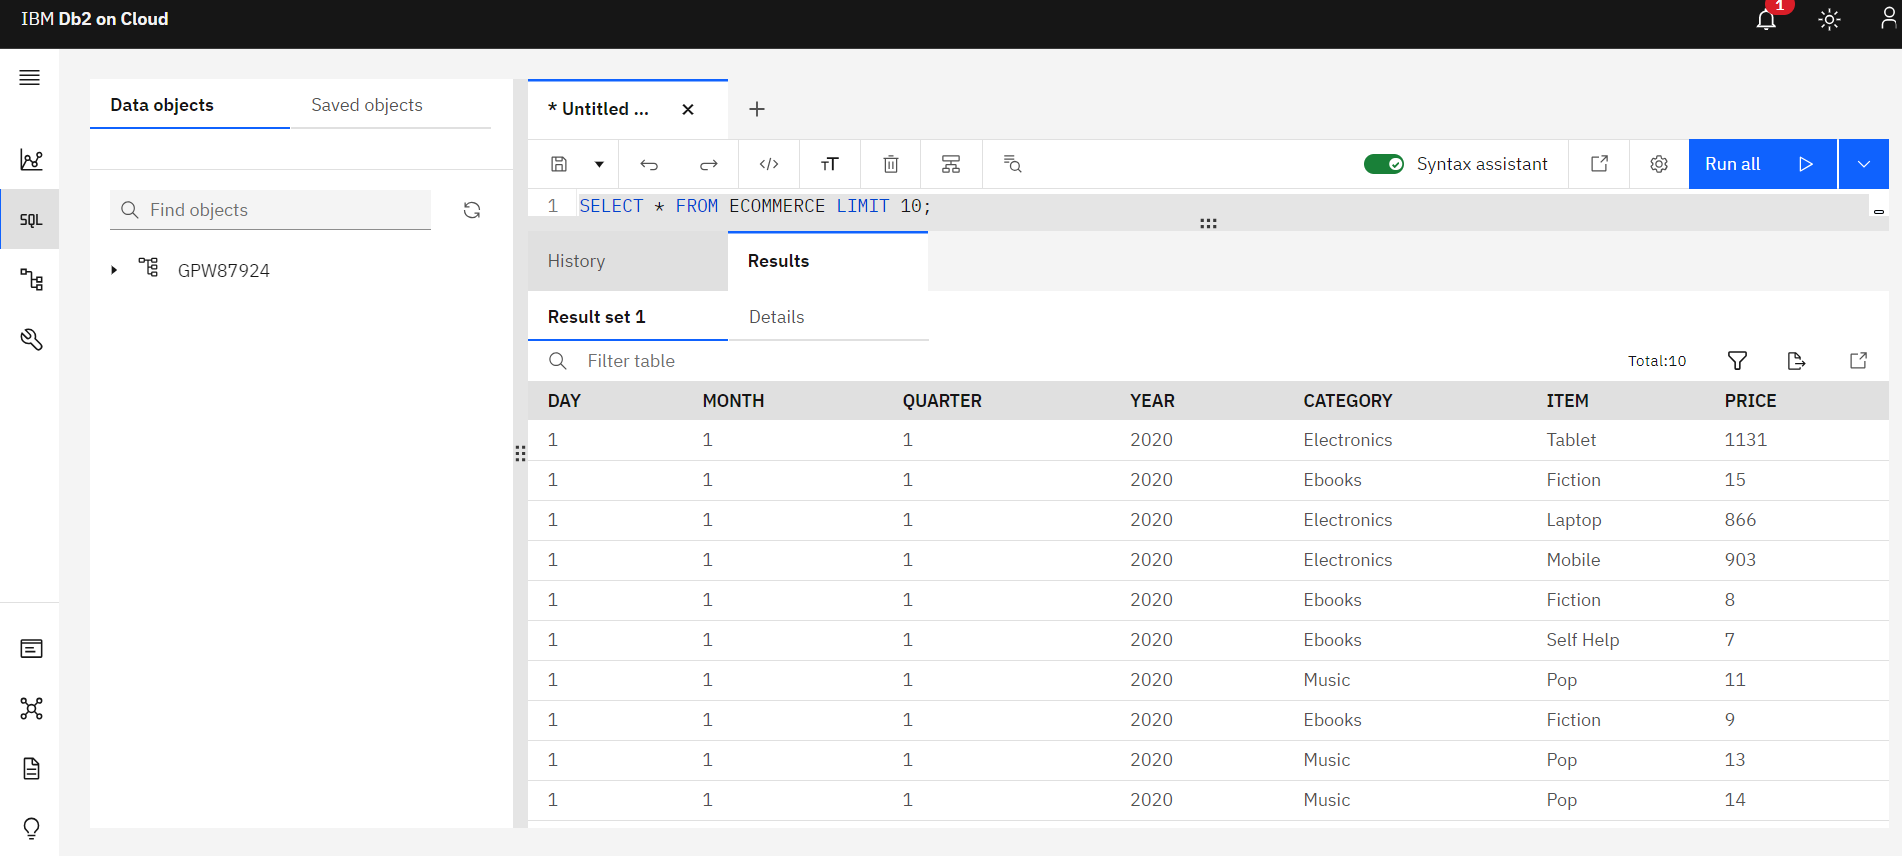 IBM Db2 on Cloud
1
Data objects
Saved objects
* Untitled ...
Syntax assistant
Run all
SQL
Find objects
1
SELECT * FROM ECOMMERCE LIMIT 10;
GPW87924
History
Results
Result set 1
Details
Filter table
Total:10
DAY MONTH QUARTER YEAR CATEGORY ITEM PRICE
1 1 1 2020 Electronics Tablet 1131
1 1 1 2020 Ebooks Fiction 15
1 1 1 2020 Electronics Laptop 866
1 1 1 2020 Electronics Mobile 903
1 1 1 2020 Ebooks Fiction 8
1 1 1 2020 Ebooks Self Help 7
1 1 1 2020 Music Pop 11
1 1 1 2020 Ebooks Fiction 9
1 1 1 2020 Music Pop 13
1 1 1 2020 Music Pop 14